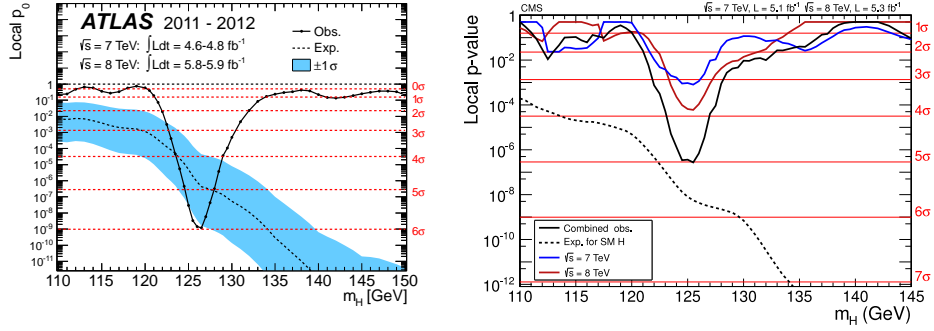 ATLAS 2011 - 2012
√s = 7 TeV: ∫Ldt = 4.6-4.8 fb⁻¹
√s = 8 TeV: ∫Ldt = 5.8-5.9 fb⁻¹
Obs.
Exp.
±1σ
Local p₀
1
10⁻¹
10⁻²
10⁻³
10⁻⁴
10⁻⁵
10⁻⁶
10⁻⁷
10⁻⁸
10⁻⁹
10⁻¹⁰
10⁻¹¹
0σ
1σ
2σ
3σ
4σ
5σ
6σ
110 115 120 125 130 135 140 145 150
m_H [GeV]
CMS √s = 7 TeV, L = 5.1 fb⁻¹ √s = 8 TeV, L = 5.3 fb⁻¹
Local p-value
1
10⁻²
10⁻⁴
10⁻⁶
10⁻⁸
10⁻¹⁰
10⁻¹²
1σ
2σ
3σ
4σ
5σ
6σ
7σ
Combined obs.
Exp. for SM H
√s = 7 TeV
√s = 8 TeV
110 115 120 125 130 135 140 145
m_H (GeV)